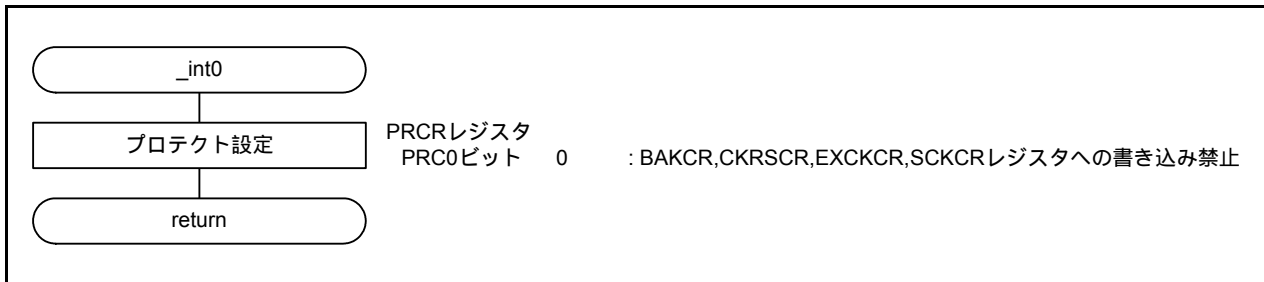 _int0
プロテクト設定
PRCRレジスタ
PRC0ビット 0 : BAKCR,CKRSCR,EXCKCR,SCKCRレジスタへの書き込み禁止
return